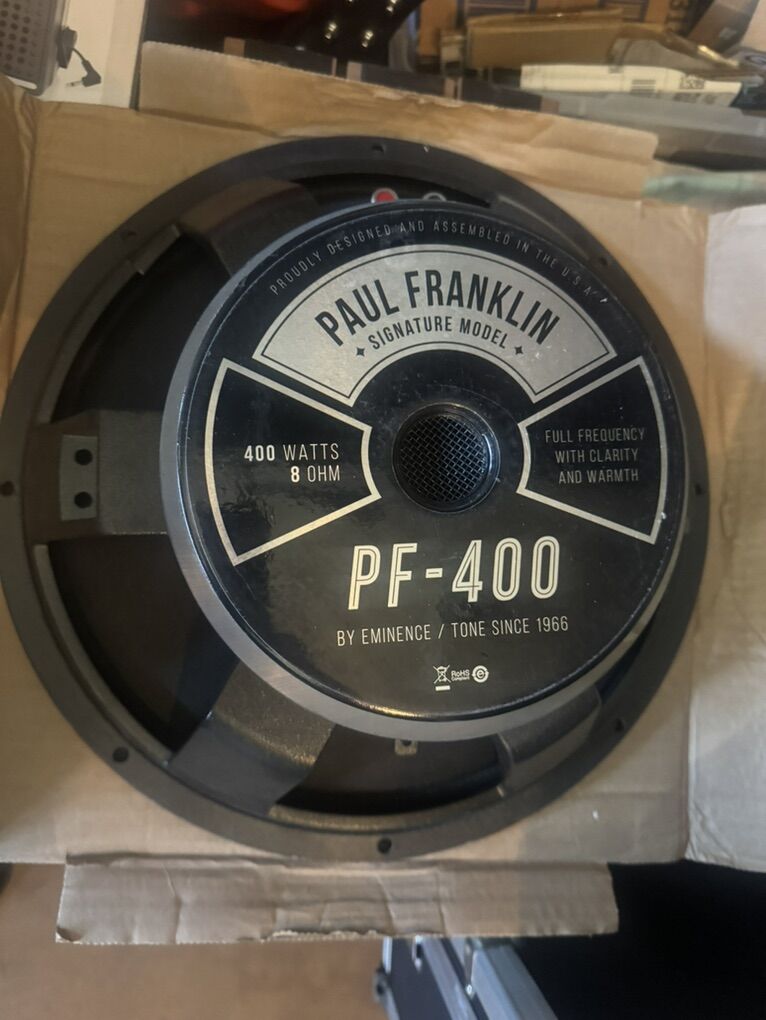 PROUDLY DESIGNED AND ASSEMBLED IN THE U.S.A.
PAUL FRANKLIN
SIGNATURE MODEL
400 WATTS
8 OHM
FULL FREQUENCY
WITH CLARITY
AND WARMTH
PF-400
BY EMINENCE / TONE SINCE 1966
RoHS
Compliant